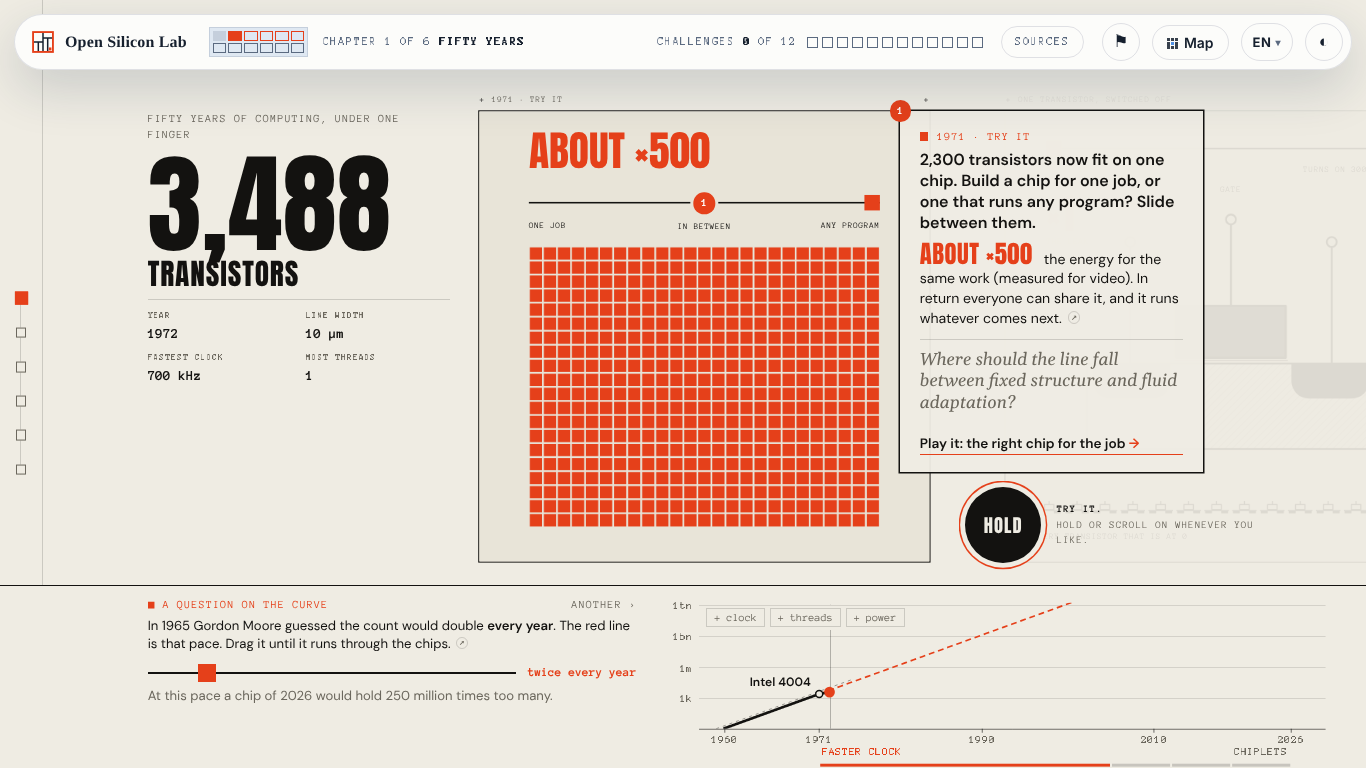 Open Silicon Lab
CHAPTER 1 OF 6 FIFTY YEARS
CHALLENGES 0 OF 12
SOURCES
Map
EN
FIFTY YEARS OF COMPUTING, UNDER ONE
FINGER
3,488
TRANSISTORS
YEAR
LINE WIDTH
1972
10 µm
FASTEST CLOCK
MOST THREADS
700 kHz
1
+ 1971 · TRY IT
ABOUT ×500
1
ONE JOB
IN BETWEEN
ANY PROGRAM
1
1971 · TRY IT
2,300 transistors now fit on one
chip. Build a chip for one job, or
one that runs any program? Slide
between them.
ABOUT ×500 the energy for the
same work (measured for video). In
return everyone can share it, and it runs
whatever comes next.
Where should the line fall
between fixed structure and fluid
adaptation?
Play it: the right chip for the job →
GATE
HOLD
TRY IT.
HOLD OR SCROLL ON WHENEVER YOU
LIKE.
A QUESTION ON THE CURVE
ANOTHER ›
In 1965 Gordon Moore guessed the count would double every year. The red line
is that pace. Drag it until it runs through the chips.
twice every year
At this pace a chip of 2026 would hold 250 million times too many.
1tn
+ clock
+ threads
+ power
1bn
1m
Intel 4004
1k
1960
1971
1990
2010
2026
FASTER CLOCK
CHIPLETS